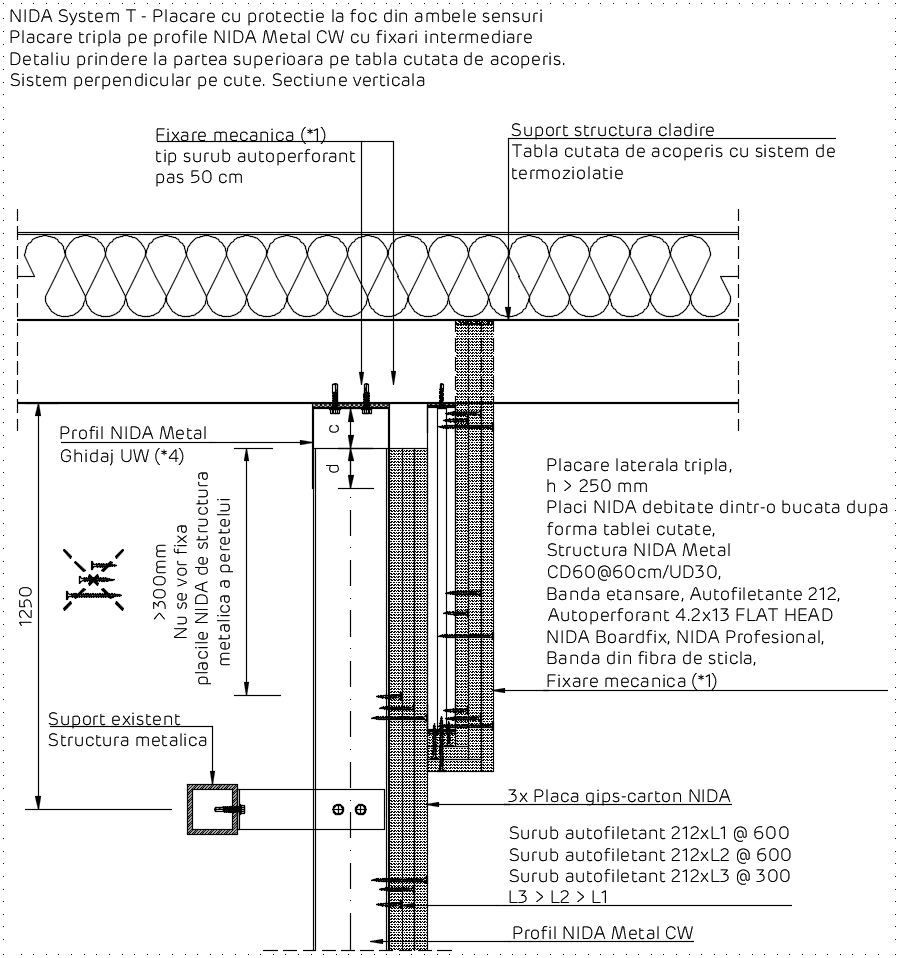 NIDA System T - Placare cu protectie la foc din ambele sensuri
Placare tripla pe profile NIDA Metal CW cu fixari intermediare
Detaliu prindere la partea superioara pe tabla cutata de acoperis.
Sistem perpendicular pe cute. Sectiune verticala
Fixare mecanica (*1)
tip surub autoperforant
pas 50 cm
Suport structura cladire
Tabla cutata de acoperis cu sistem de
termoziolatie
Profil NIDA Metal
Ghidaj UW (*4)
c
d
>300mm
Nu se vor fixa
placile NIDA de structura
metalica a peretelui
1250
Placare laterala tripla,
h > 250 mm
Placi NIDA debitate dintr-o bucata dupa
forma tablei cutate,
Structura NIDA Metal
CD60@60cm/UD30,
Banda etansare, Autofiletante 212,
Autoperforant 4.2x13 FLAT HEAD
NIDA Boardfix, NIDA Profesional,
Banda din fibra de sticla,
Fixare mecanica (*1)
Suport existent
Structura metalica
3x Placa gips-carton NIDA
Surub autofiletant 212xL1 @ 600
Surub autofiletant 212xL2 @ 600
Surub autofiletant 212xL3 @ 300
L3 > L2 > L1
Profil NIDA Metal CW